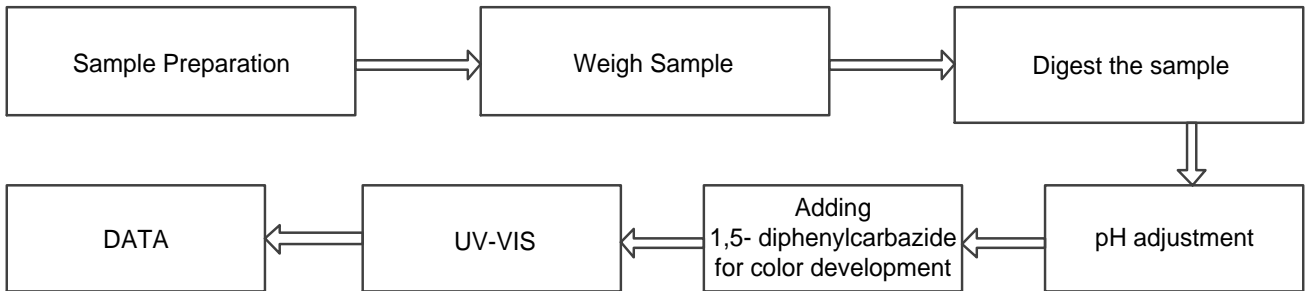 Sample Preparation
Weigh Sample
Digest the sample
pH adjustment
Adding
1,5- diphenylcarbazide
for color development
UV-VIS
DATA